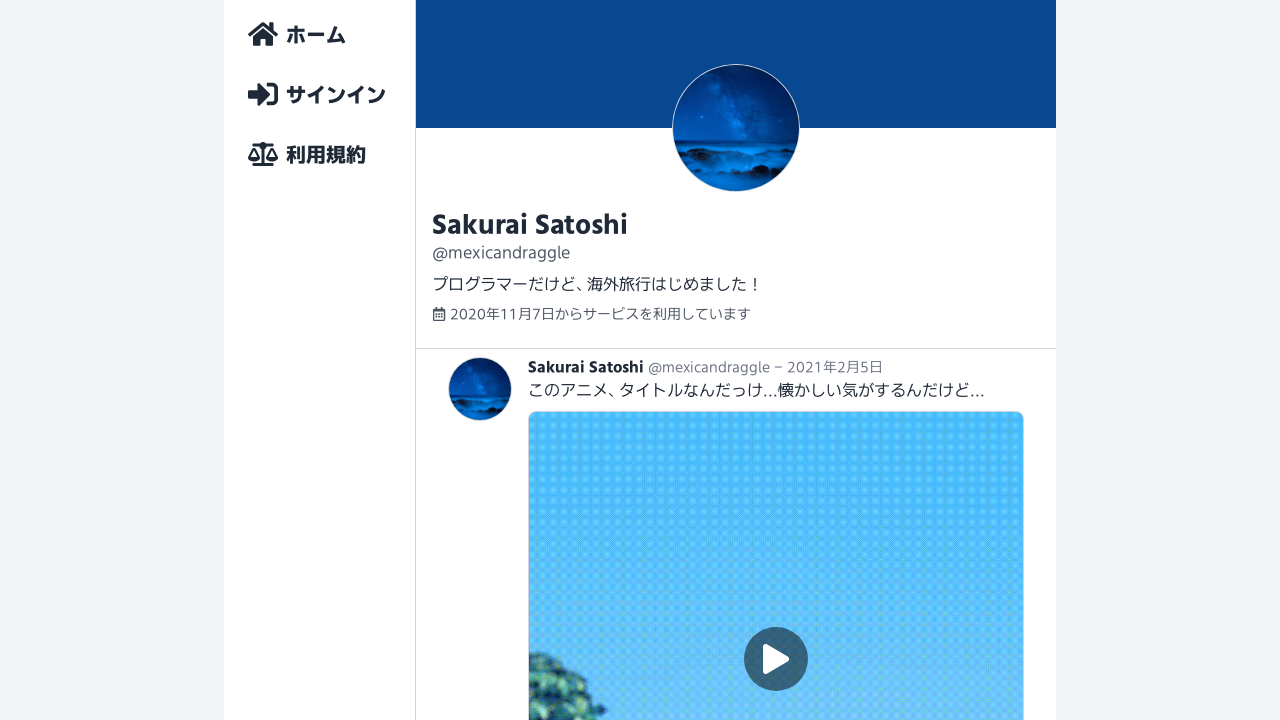 ホーム
サインイン
利用規約
Sakurai Satoshi
@mexicandraggle
プログラマーだけど、海外旅行はじめました！
2020年11月7日からサービスを利用しています
Sakurai Satoshi @mexicandraggle − 2021年2月5日
このアニメ、タイトルなんだっけ…懐かしい気がするんだけど…